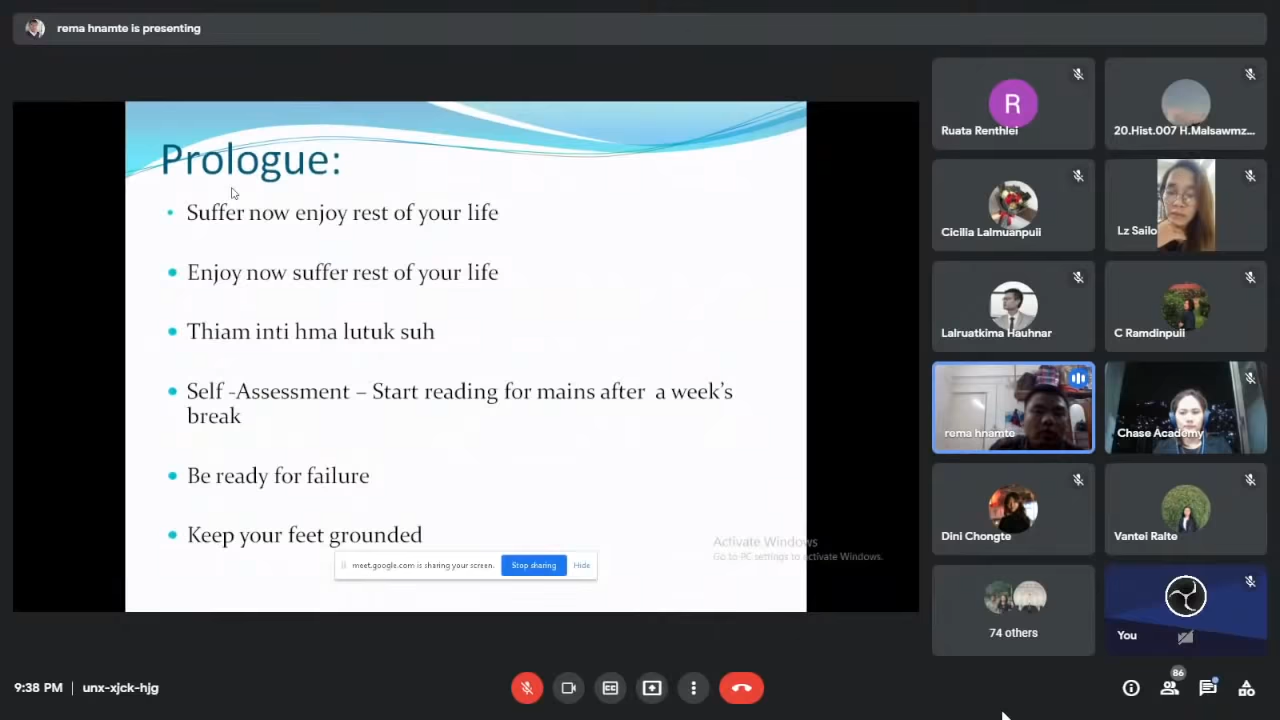 rema hnamte is presenting
Prologue:
Suffer now enjoy rest of your life
Enjoy now suffer rest of your life
Thiam inti hma lutuk suh
Self -Assessment – Start reading for mains after a week's
break
Be ready for failure
Keep your feet grounded
meet.google.com is sharing your screen.
Stop sharing
Hide
Activate Windows
Go to PC settings to activate Windows.
R
Ruata Renthlei
20.Hist.007 H.Malsawmz...
Cicilia Lalmuanpuii
Lz Sailo
Lalruatkima Hauhnar
C Ramdinpuii
rema hnamte
Chase Academy
Dini Chongte
Vantei Ralte
74 others
You
9:38 PM | unx-xjck-hjg
86